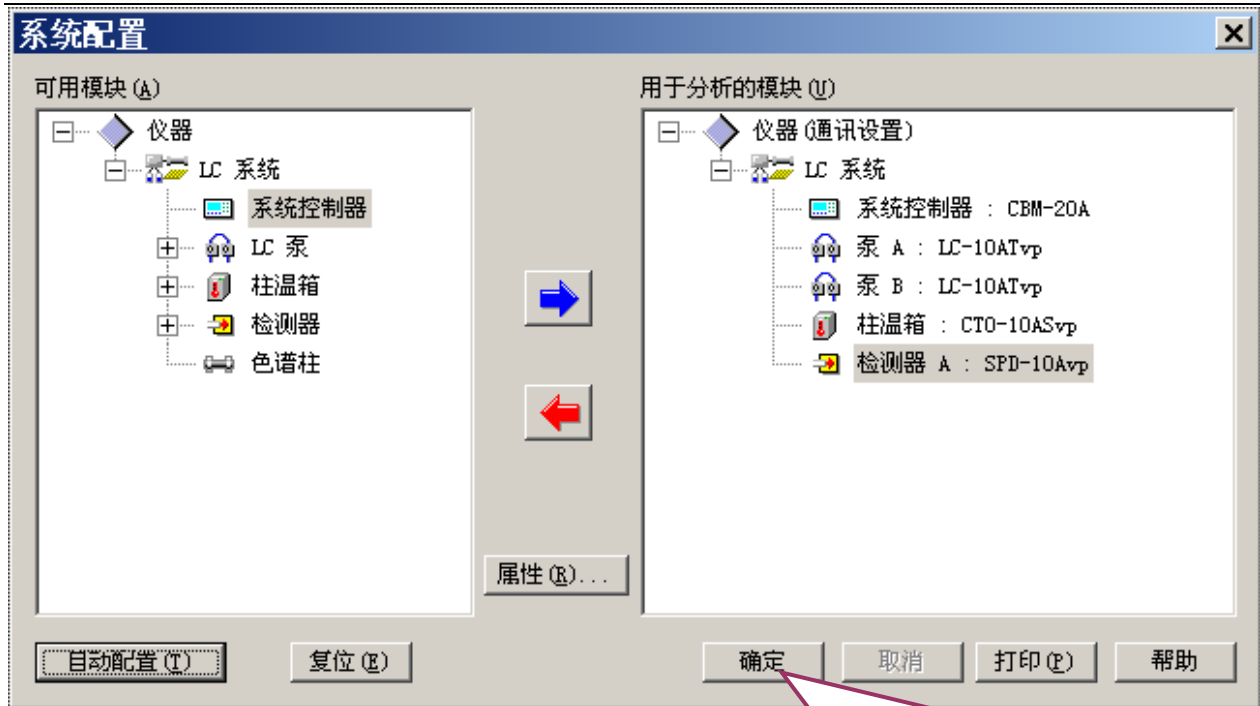 系统配置
可用模块(A)
仪器
LC 系统
系统控制器
LC 泵
柱温箱
检测器
色谱柱
属性(R)...
用于分析的模块(U)
仪器(通讯设置)
LC 系统
系统控制器 : CBM-20A
泵 A : LC-10ATvp
泵 B : LC-10ATvp
柱温箱 : CTO-10ASvp
检测器 A : SPD-10Avp
自动配置(T)
复位(E)
确定
取消
打印(P)
帮助